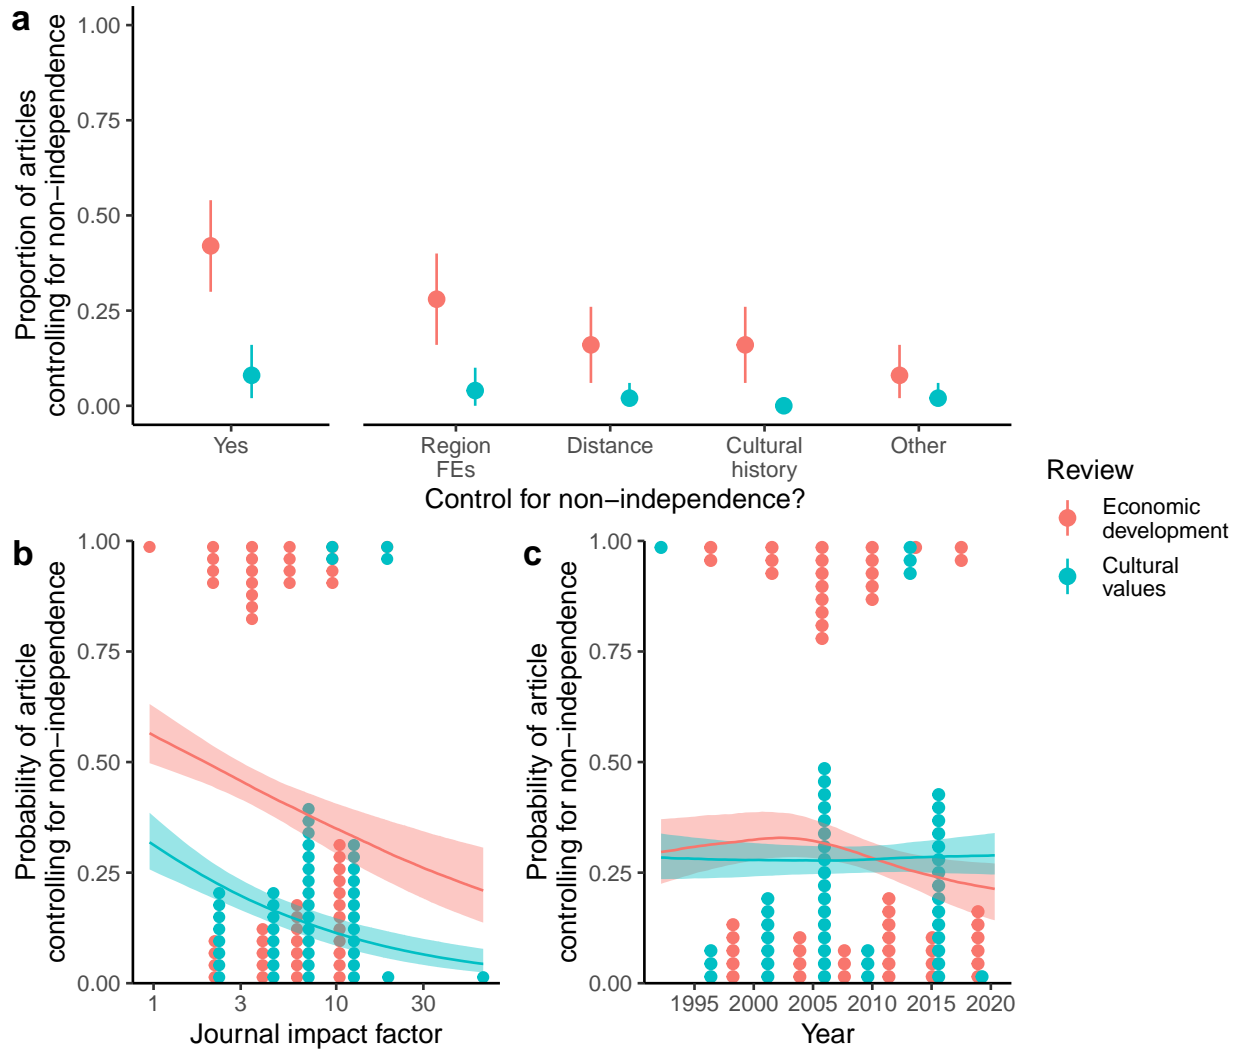 a
Proportion of articles
controlling for non−independence
1.00
0.75
0.50
0.25
0.00
Yes
Region
FEs
Distance
Cultural
history
Other
Control for non−independence?
Review
Economic
development
Cultural
values
b
Probability of article
controlling for non−independence
1.00
0.75
0.50
0.25
0.00
1
3
10
30
Journal impact factor
c
Probability of article
controlling for non−independence
1.00
0.75
0.50
0.25
0.00
1995
2000
2005
2010
2015
2020
Year